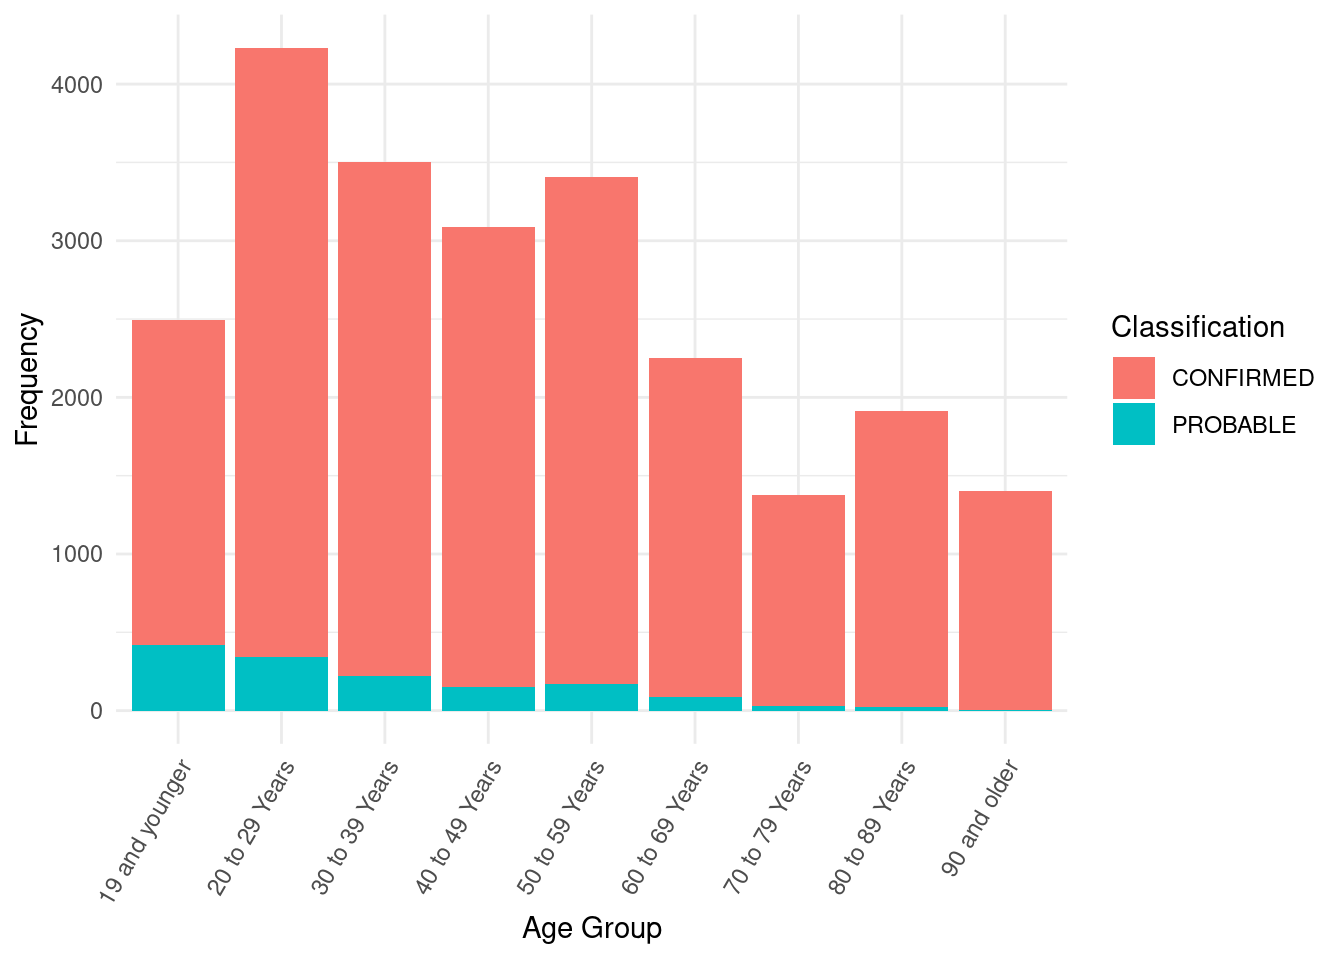 Frequency
4000
3000
2000
1000
0
19 and younger
20 to 29 Years
30 to 39 Years
40 to 49 Years
50 to 59 Years
60 to 69 Years
70 to 79 Years
80 to 89 Years
90 and older
Age Group
Classification
CONFIRMED
PROBABLE